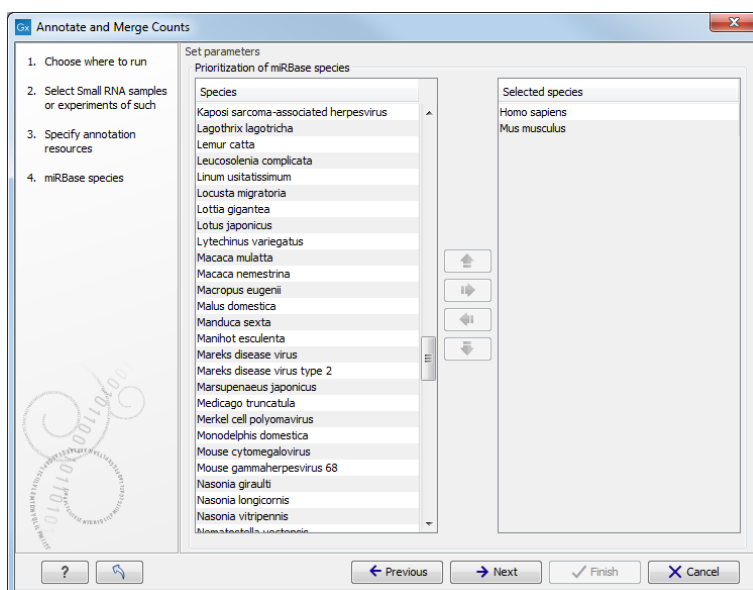 Gx Annotate and Merge Counts
1. Choose where to run
2. Select Small RNA samples
or experiments of such
3. Specify annotation
resources
4. miRBase species
Set parameters
Prioritization of miRBase species
Species
Kaposi sarcoma-associated herpesvirus
Lagothrix lagotricha
Lemur catta
Leucosolenia complicata
Linum usitatissimum
Locusta migratoria
Lottia gigantea
Lotus japonicus
Lytechinus variegatus
Macaca mulatta
Macaca nemestrina
Macropus eugenii
Malus domestica
Manduca sexta
Manihot esculenta
Mareks disease virus
Mareks disease virus type 2
Marsupenaeus japonicus
Medicago truncatula
Merkel cell polyomavirus
Monodelphis domestica
Mouse cytomegalovirus
Mouse gammaherpesvirus 68
Nasonia giraulti
Nasonia longicornis
Nasonia vitripennis
Nematostella vectensis
Selected species
Homo sapiens
Mus musculus
?
Previous
Next
Finish
Cancel